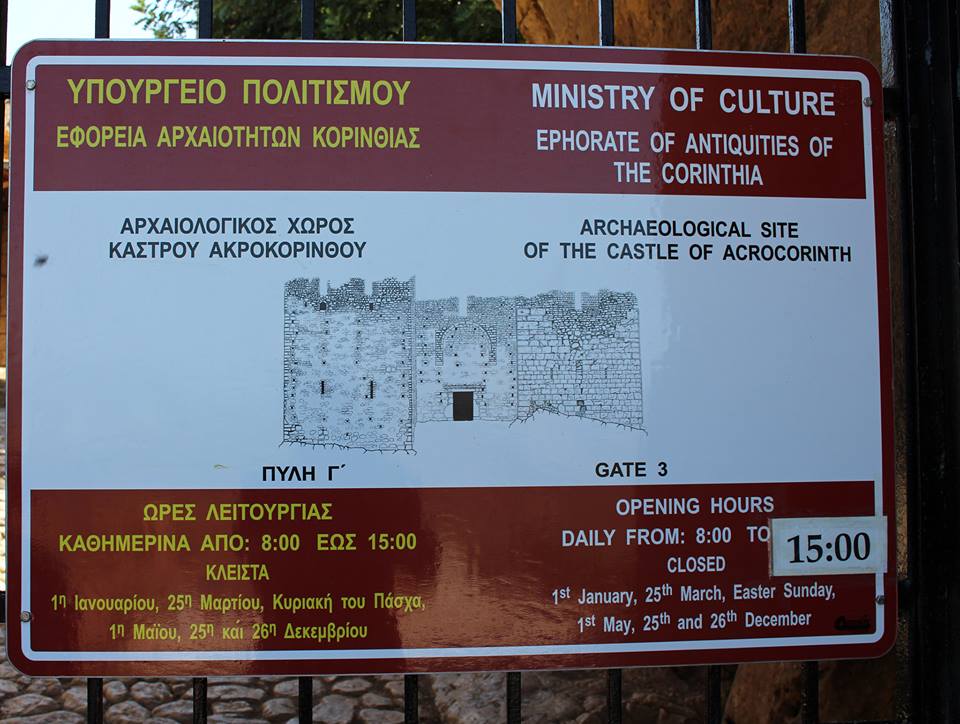 ΥΠΟΥΡΓΕΙΟ ΠΟΛΙΤΙΣΜΟΥ
ΕΦΟΡΕΙΑ ΑΡΧΑΙΟΤΗΤΩΝ ΚΟΡΙΝΘΙΑΣ
MINISTRY OF CULTURE
EPHORATE OF ANTIQUITIES OF
THE CORINTHIA
ΑΡΧΑΙΟΛΟΓΙΚΟΣ ΧΩΡΟΣ
ΚΑΣΤΡΟΥ ΑΚΡΟΚΟΡΙΝΘΟΥ
ARCHAEOLOGICAL SITE
OF THE CASTLE OF ACROCORINTH
ΠΥΛΗ Γ΄
GATE 3
ΩΡΕΣ ΛΕΙΤΟΥΡΓΙΑΣ
ΚΑΘΗΜΕΡΙΝΑ ΑΠΟ: 8:00 ΕΩΣ 15:00
ΚΛΕΙΣΤΑ
1η Ιανουαρίου, 25η Μαρτίου, Κυριακή του Πάσχα,
1η Μαϊου, 25η και 26η Δεκεμβρίου
OPENING HOURS
DAILY FROM: 8:00 TO 15:00
CLOSED
1st January, 25th March, Easter Sunday,
1st May, 25th and 26th December